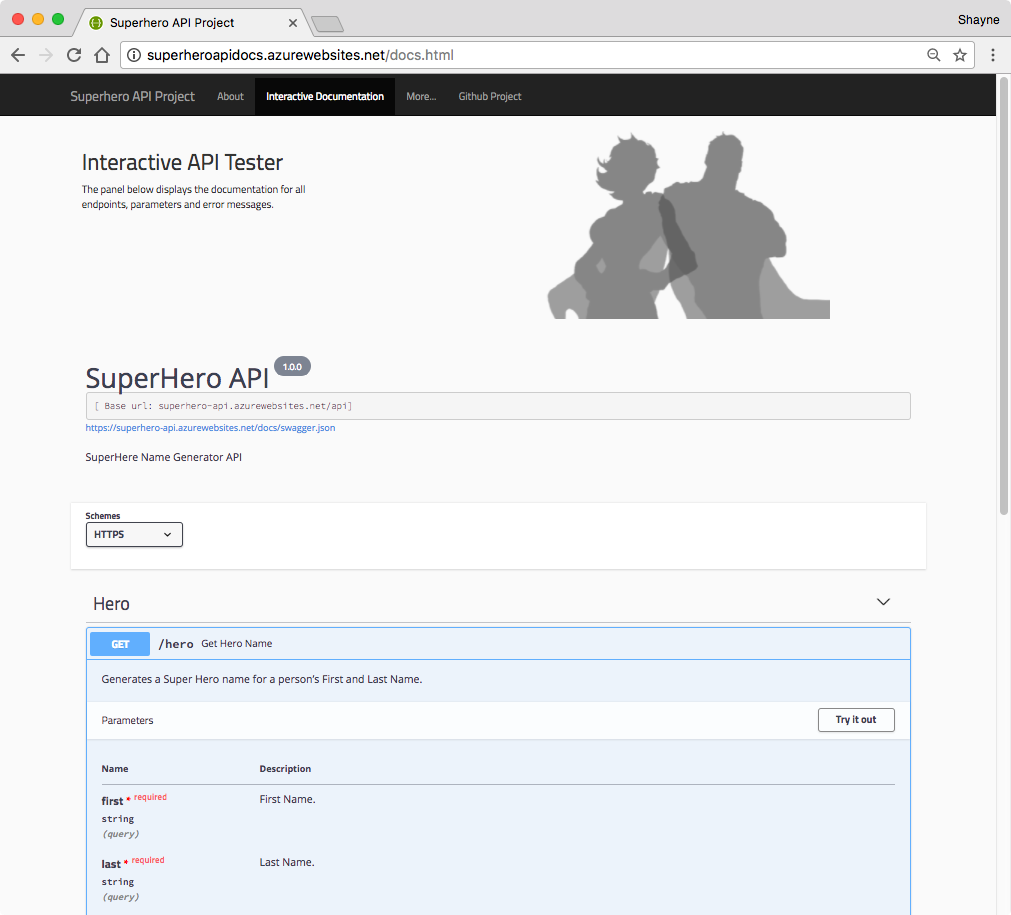 Superhero API Project
Shayne
superheroapidocs.azurewebsites.net/docs.html
Superhero API Project About Interactive Documentation More... Github Project
Interactive API Tester
The panel below displays the documentation for all
endpoints, parameters and error messages.
SuperHero API 1.0.0
[ Base url: superhero-api.azurewebsites.net/api]
https://superhero-api.azurewebsites.net/docs/swagger.json
SuperHere Name Generator API
Schemes
HTTPS
Hero
GET /hero Get Hero Name
Generates a Super Hero name for a person's First and Last Name.
Parameters Try it out
Name Description
first * required First Name.
string
(query)
last * required Last Name.
string
(query)